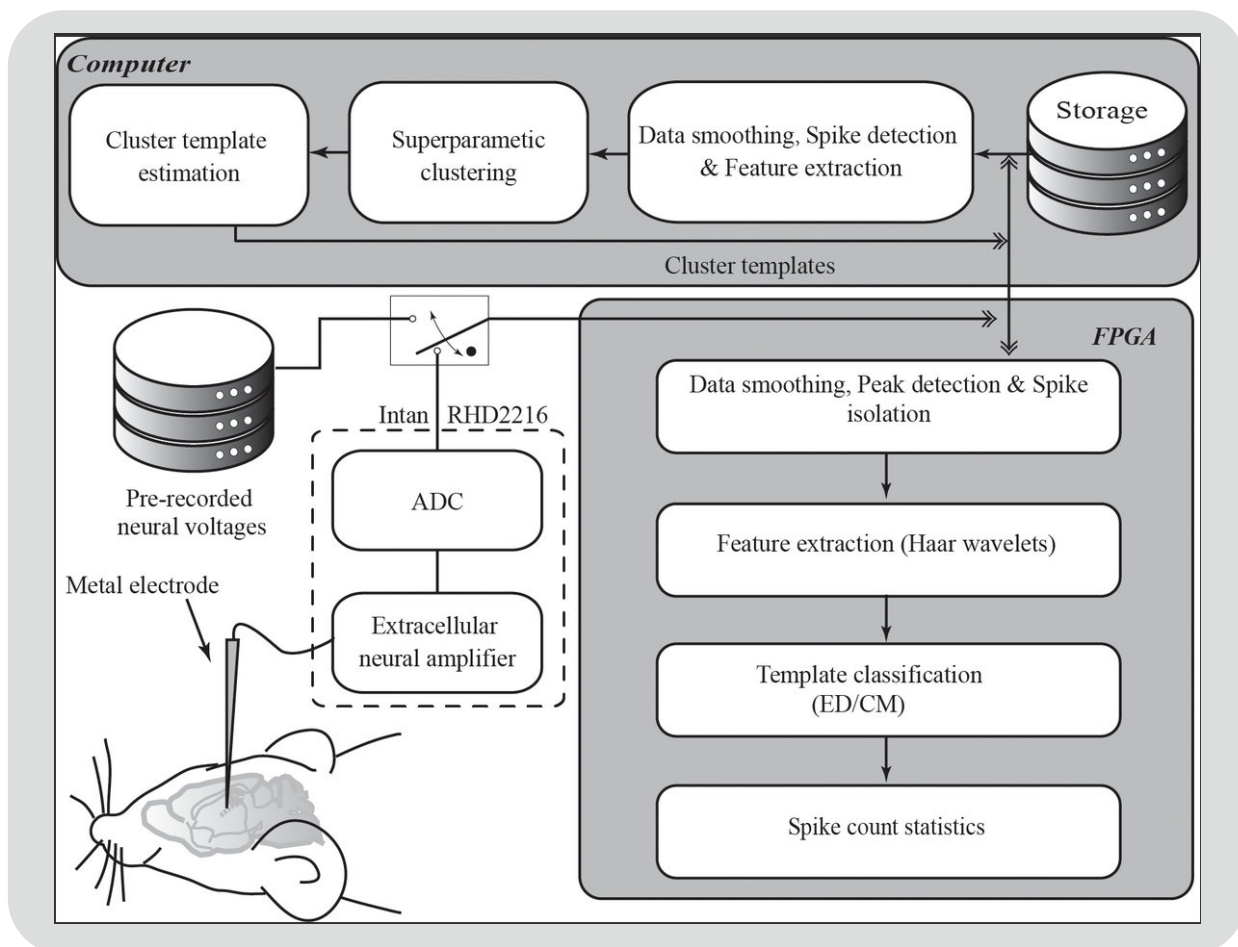 Computer
Cluster template
estimation
Superparametic
clustering
Data smoothing, Spike detection
& Feature extraction
Storage
Cluster templates
Pre-recorded
neural voltages
Intan RHD2216
ADC
Extracellular
neural amplifier
Metal electrode
FPGA
Data smoothing, Peak detection & Spike
isolation
Feature extraction (Haar wavelets)
Template classification
(ED/CM)
Spike count statistics